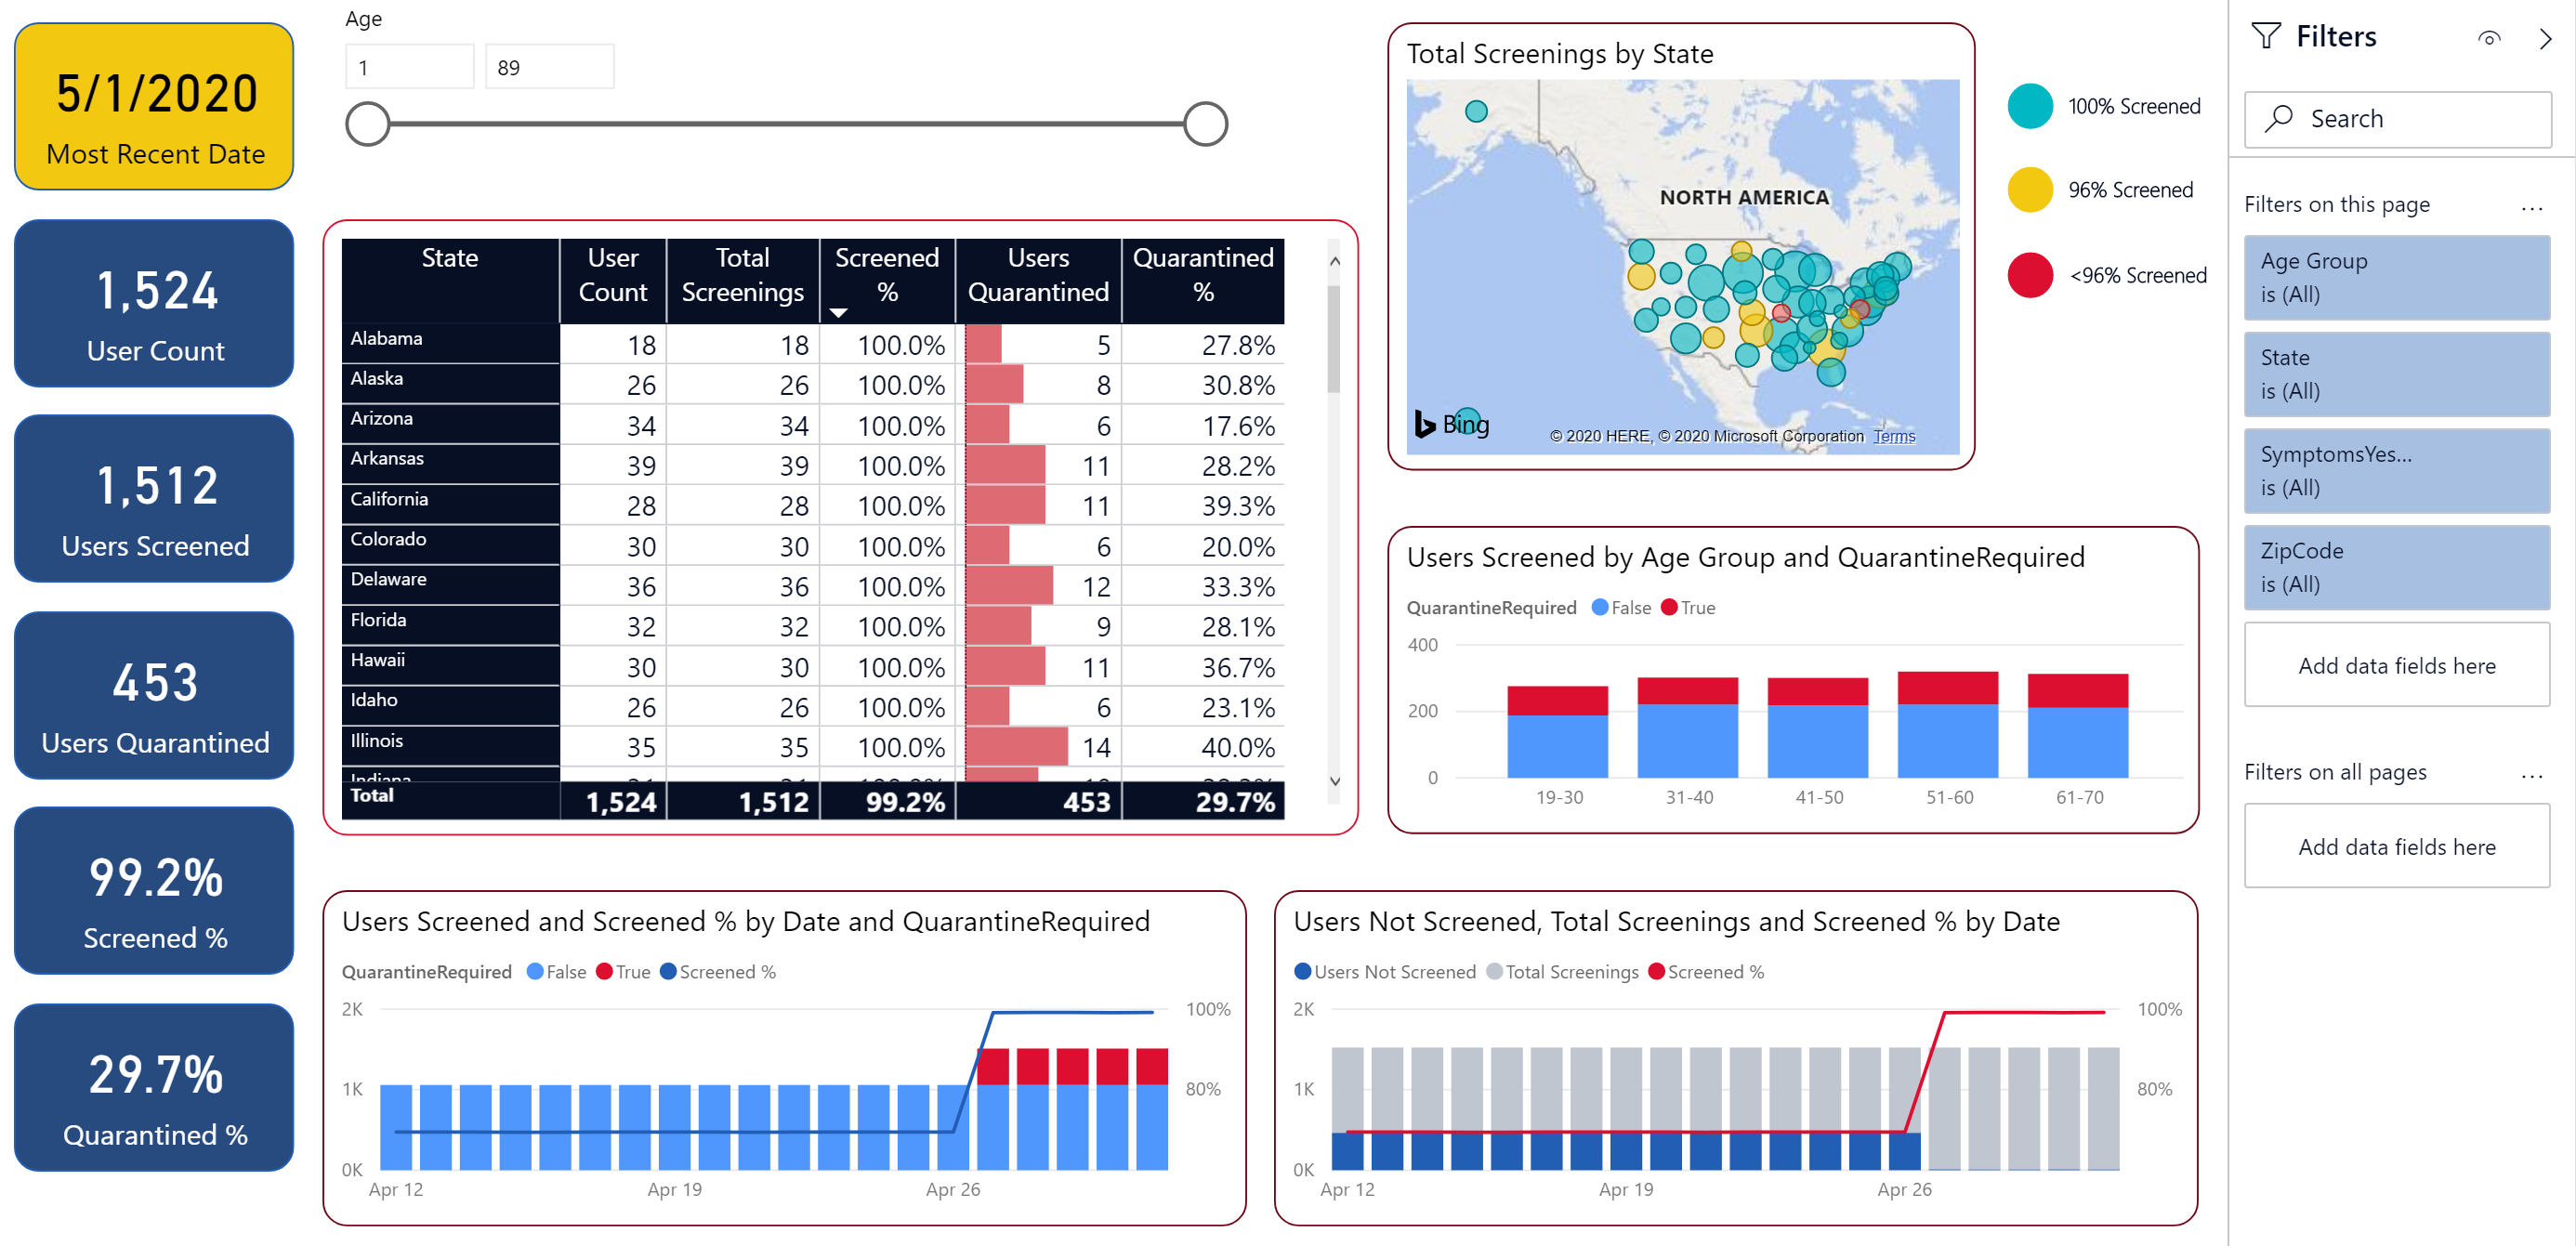 5/1/2020
Most Recent Date
1,524
User Count
1,512
Users Screened
453
Users Quarantined
99.2%
Screened %
29.7%
Quarantined %
Age
1 89
State User Count Total Screenings Screened % Users Quarantined Quarantined %
Alabama 18 18 100.0% 5 27.8%
Alaska 26 26 100.0% 8 30.8%
Arizona 34 34 100.0% 6 17.6%
Arkansas 39 39 100.0% 11 28.2%
California 28 28 100.0% 11 39.3%
Colorado 30 30 100.0% 6 20.0%
Delaware 36 36 100.0% 12 33.3%
Florida 32 32 100.0% 9 28.1%
Hawaii 30 30 100.0% 11 36.7%
Idaho 26 26 100.0% 6 23.1%
Illinois 35 35 100.0% 14 40.0%
Indiana
Total 1,524 1,512 99.2% 453 29.7%
Total Screenings by State
NORTH AMERICA
Bing
© 2020 HERE, © 2020 Microsoft Corporation Terms
100% Screened
96% Screened
<96% Screened
Users Screened by Age Group and QuarantineRequired
QuarantineRequired False True
400
200
0
19-30 31-40 41-50 51-60 61-70
Users Screened and Screened % by Date and QuarantineRequired
QuarantineRequired False True Screened %
2K 100%
1K 80%
0K
Apr 12 Apr 19 Apr 26
Users Not Screened, Total Screenings and Screened % by Date
Users Not Screened Total Screenings Screened %
2K 100%
1K 80%
0K
Apr 12 Apr 19 Apr 26
Filters
Search
Filters on this page ...
Age Group
is (All)
State
is (All)
SymptomsYes...
is (All)
ZipCode
is (All)
Add data fields here
Filters on all pages ...
Add data fields here